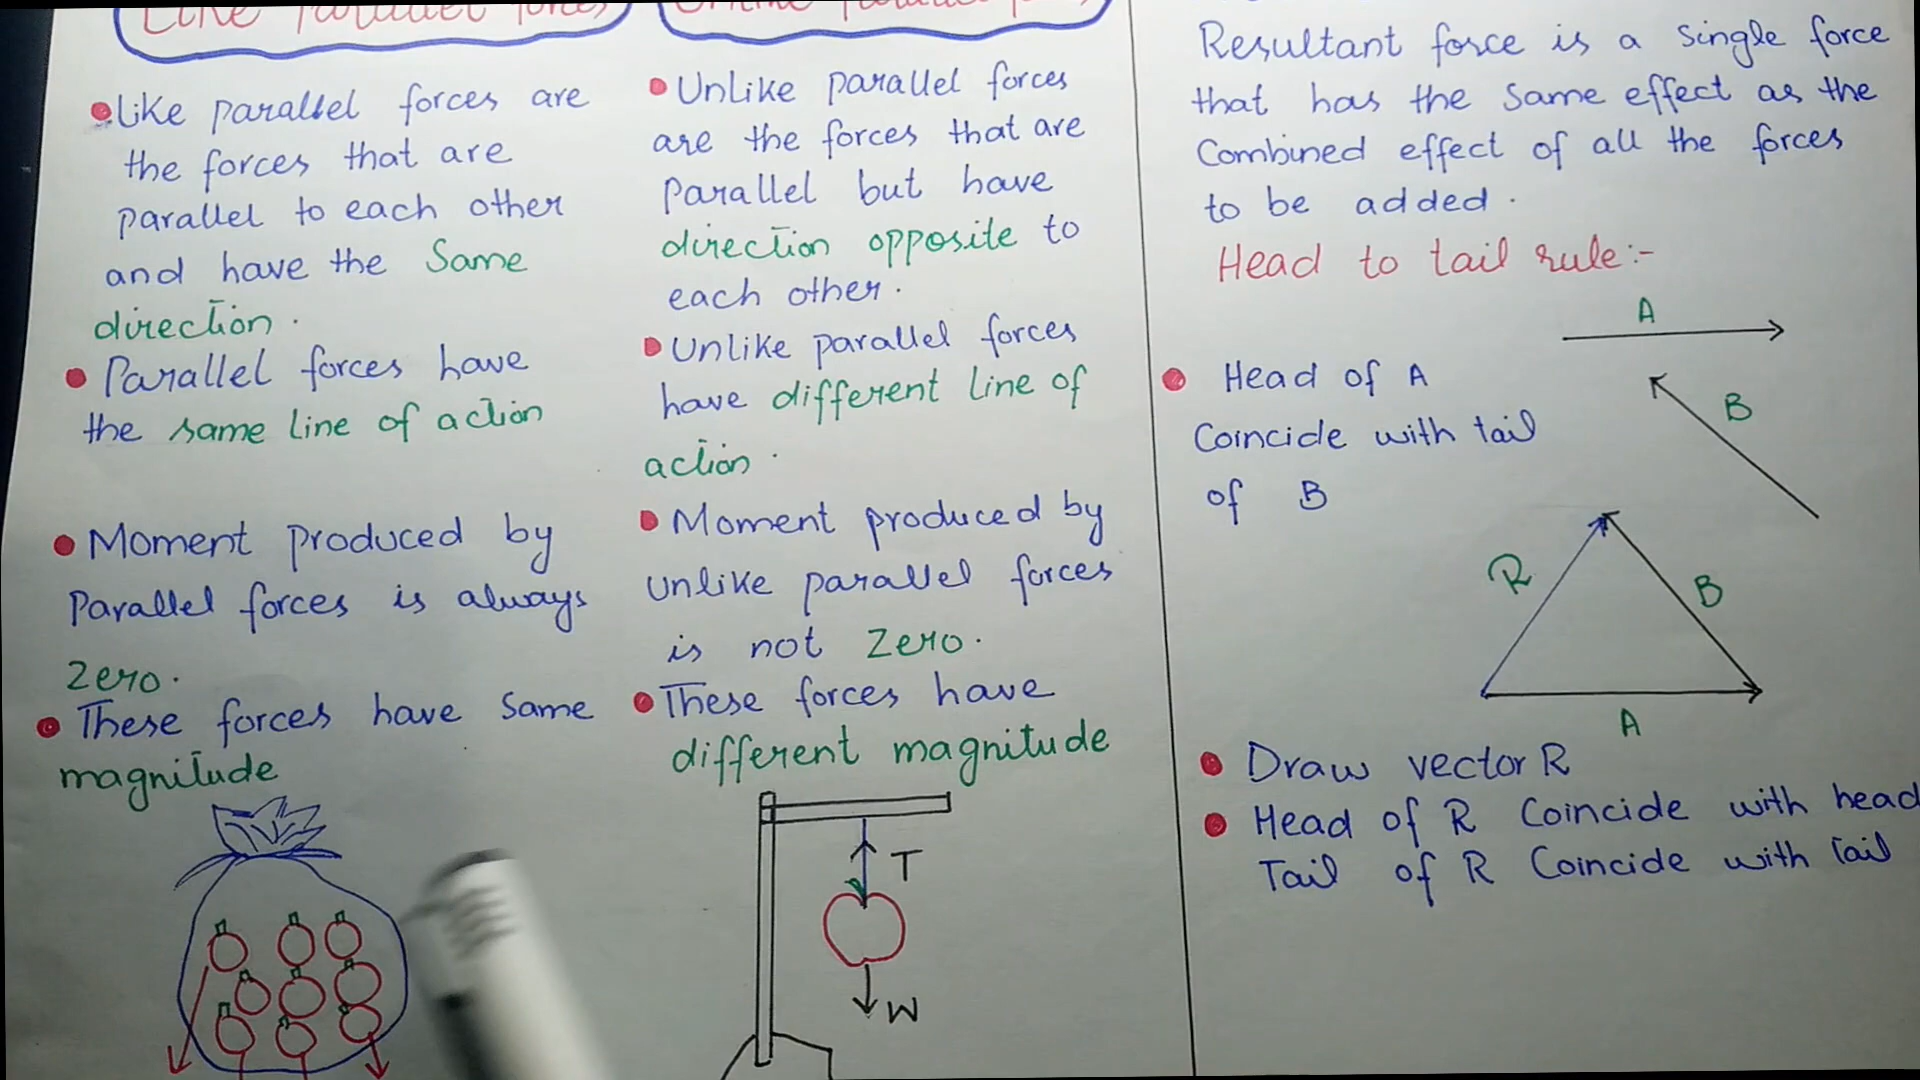 Like parallel forces
Like parallel forces are
the forces that are
parallel to each other
and have the Same
direction.
Parallel forces have
the same line of action
Moment produced by
Parallel forces is always
Zero.
These forces have Same
magnitude
Unlike parallel forces
Unlike parallel forces
are the forces that are
parallel but have
direction opposite to
each other.
Unlike parallel forces
have different line of
action.
Moment produced by
unlike parallel forces
is not Zero.
These forces have
different magnitude
T
W
Resultant force is a Single force
that has the Same effect as the
Combined effect of all the forces
to be added.
Head to tail rule:-
A
Head of A
B
Coincide with tail
of B
R
B
A
Draw vector R
Head of R Coincide with head
Tail of R Coincide with tail